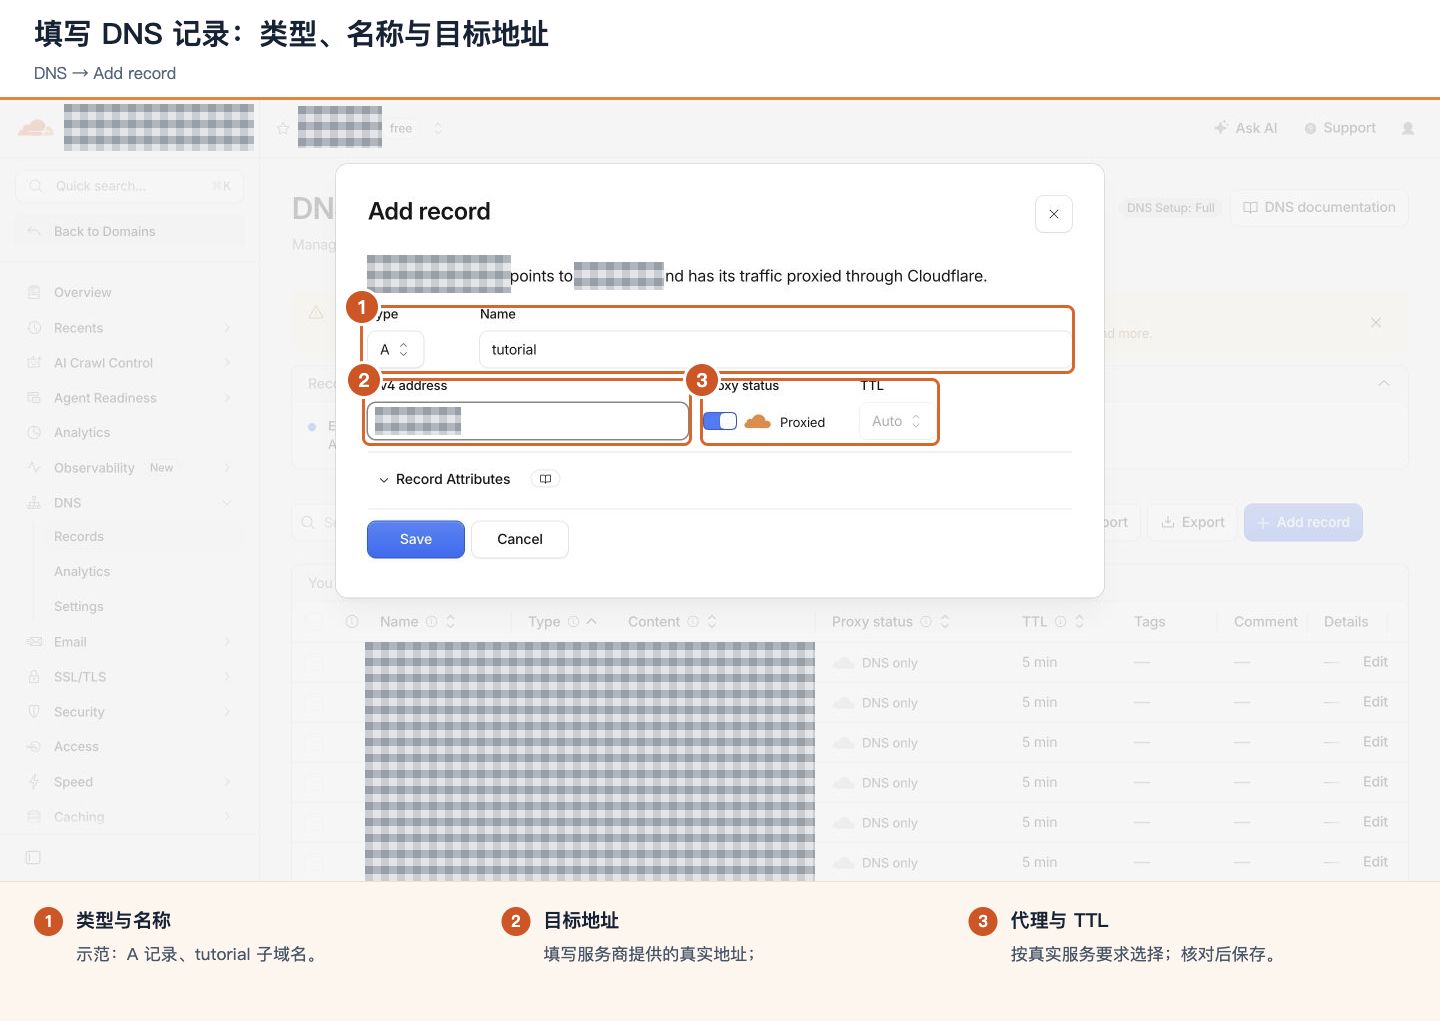 填写 DNS 记录：类型、名称与目标地址
DNS → Add record
free
Ask AI
Support
Quick search...
⌘K
Back to Domains
DNS Setup: Full
DNS documentation
Overview
Recents
AI Crawl Control
Agent Readiness
Analytics
Observability New
DNS
Records
Analytics
Settings
Email
SSL/TLS
Security
Access
Speed
Caching
Add record
points to nd has its traffic proxied through Cloudflare.
1
ype
Name
A
tutorial
2
v4 address
3
oxy status
TTL
Proxied
Auto
Record Attributes
Save
Cancel
nd more.
Export
+ Add record
You
Name
Type
Content
Proxy status
TTL
Tags
Comment
Details
DNS only 5 min — — — Edit
DNS only 5 min — — — Edit
DNS only 5 min — — — Edit
DNS only 5 min — — — Edit
DNS only 5 min — — — Edit
DNS only 5 min — — — Edit
1 类型与名称
示范：A 记录、tutorial 子域名。
2 目标地址
填写服务商提供的真实地址；
3 代理与 TTL
按真实服务要求选择；核对后保存。